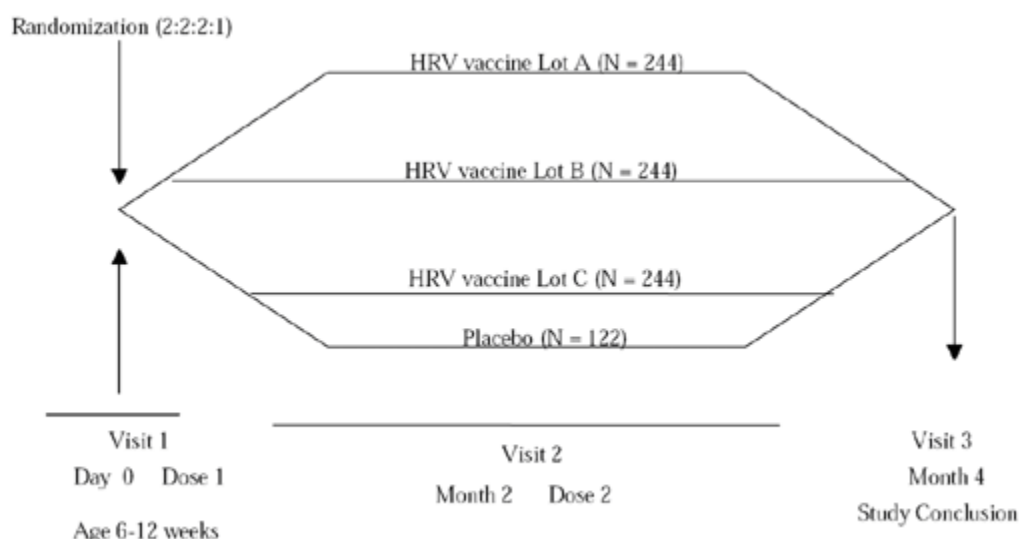 Randomization (2:2:2:1)
HRV vaccine Lot A (N = 244)
HRV vaccine Lot B (N = 244)
HRV vaccine Lot C (N = 244)
Placebo (N = 122)
Visit 1
Day 0 Dose 1
Age 6-12 weeks
Visit 2
Month 2 Dose 2
Visit 3
Month 4
Study Conclusion